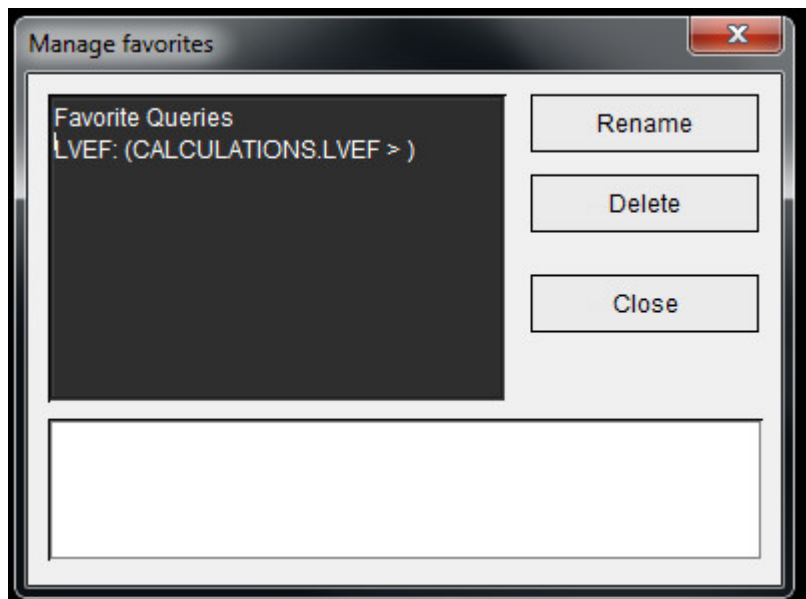 Manage favorites
Favorite Queries
LVEF: (CALCULATIONS.LVEF > )
Rename
Delete
Close